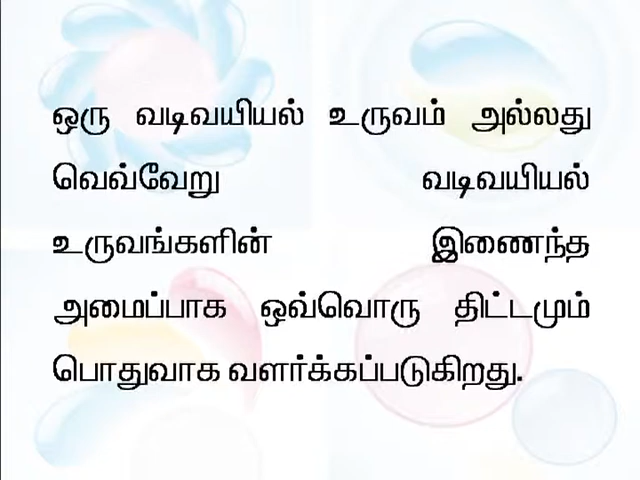 ஒரு வடிவயியல் உருவம் அல்லது
வெவ்வேறு வடிவயியல்
உருவங்களின் இணைந்த
அமைப்பாக ஒவ்வொரு திட்டமும்
பொதுவாக வளர்க்கப்படுகிறது.